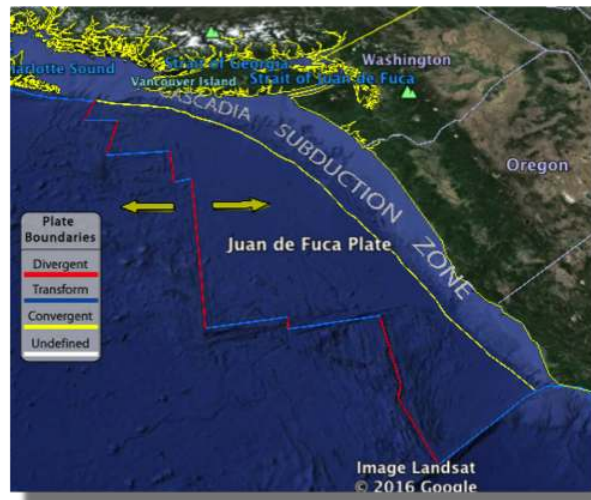 Strait of Georgia
Washington
harlotte Sound
Vancouver Island
Strait of Juan de Fuca
CASCADIA SUBDUCTION ZONE
Oregon
Juan de Fuca Plate
Plate
Boundaries
Divergent
Transform
Convergent
Undefined
Image Landsat
© 2016 Google